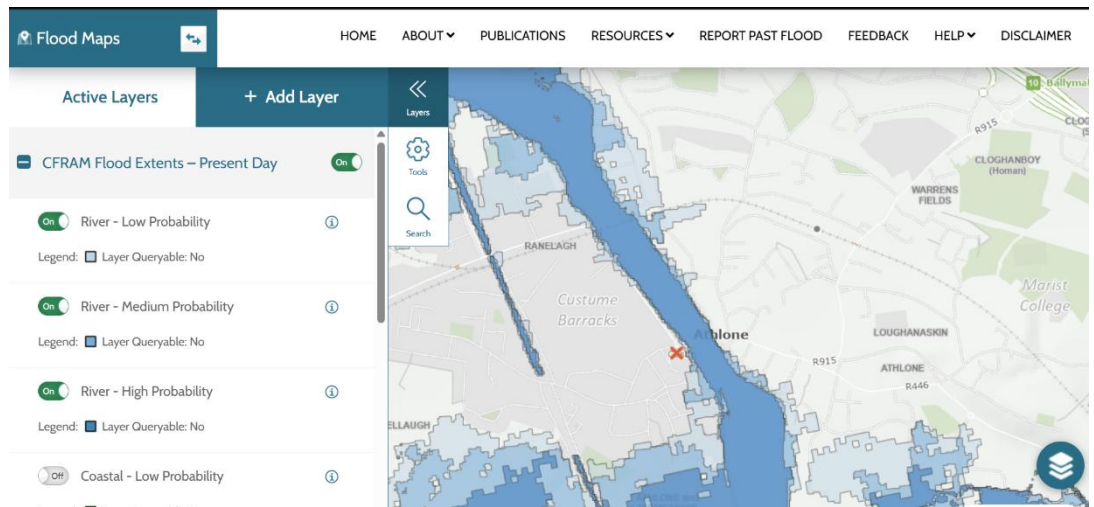 Flood Maps
HOME ABOUT PUBLICATIONS RESOURCES REPORT PAST FLOOD FEEDBACK HELP DISCLAIMER
Active Layers
+ Add Layer
Layers
Tools
Search
CFRAM Flood Extents – Present Day
On
On River - Low Probability
Legend: Layer Queryable: No
On River - Medium Probability
Legend: Layer Queryable: No
On River - High Probability
Legend: Layer Queryable: No
Off Coastal - Low Probability
10 Ballyma
R915
CLOGHANBOY
(Homan)
WARRENS
FIELDS
RANELAGH
Custume
Barracks
Marist
College
Athlone
LOUGHANASKIN
R915
ATHLONE
R446
ELLAUGH